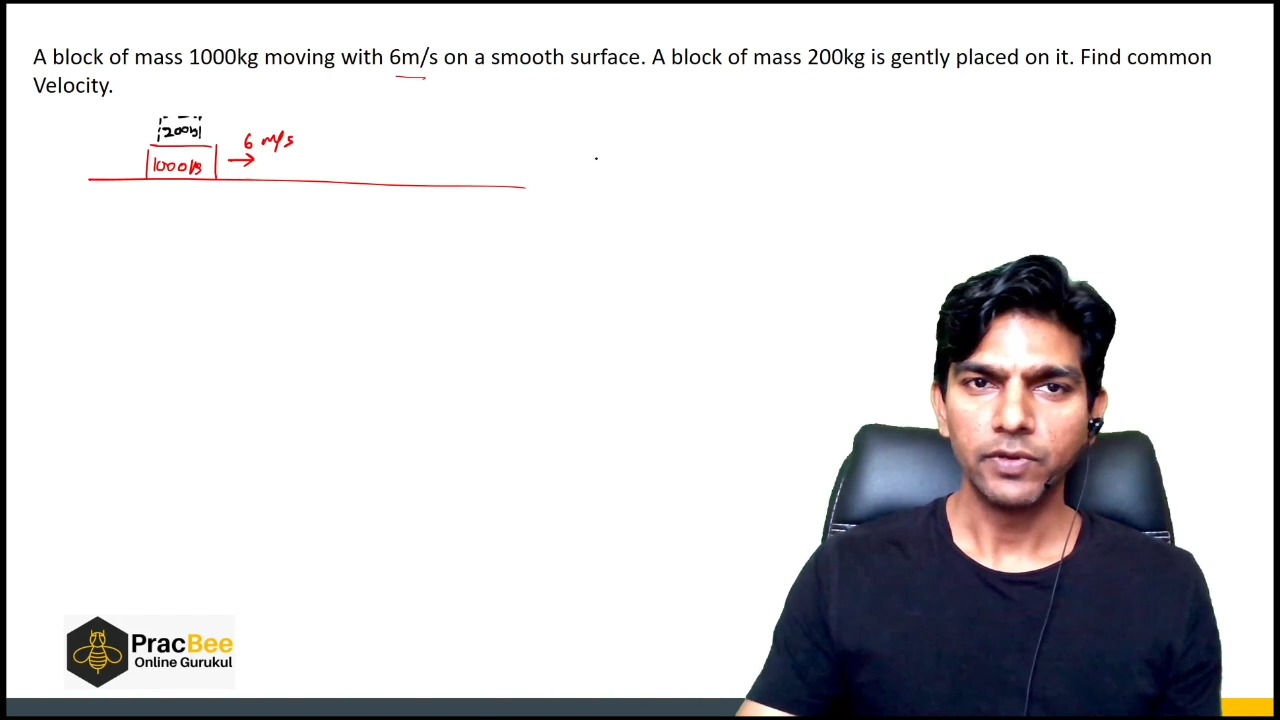 A block of mass 1000kg moving with 6m/s on a smooth surface. A block of mass 200kg is gently placed on it. Find common
Velocity.
200kg
6 m/s
1000kg
PracBee
Online Gurukul